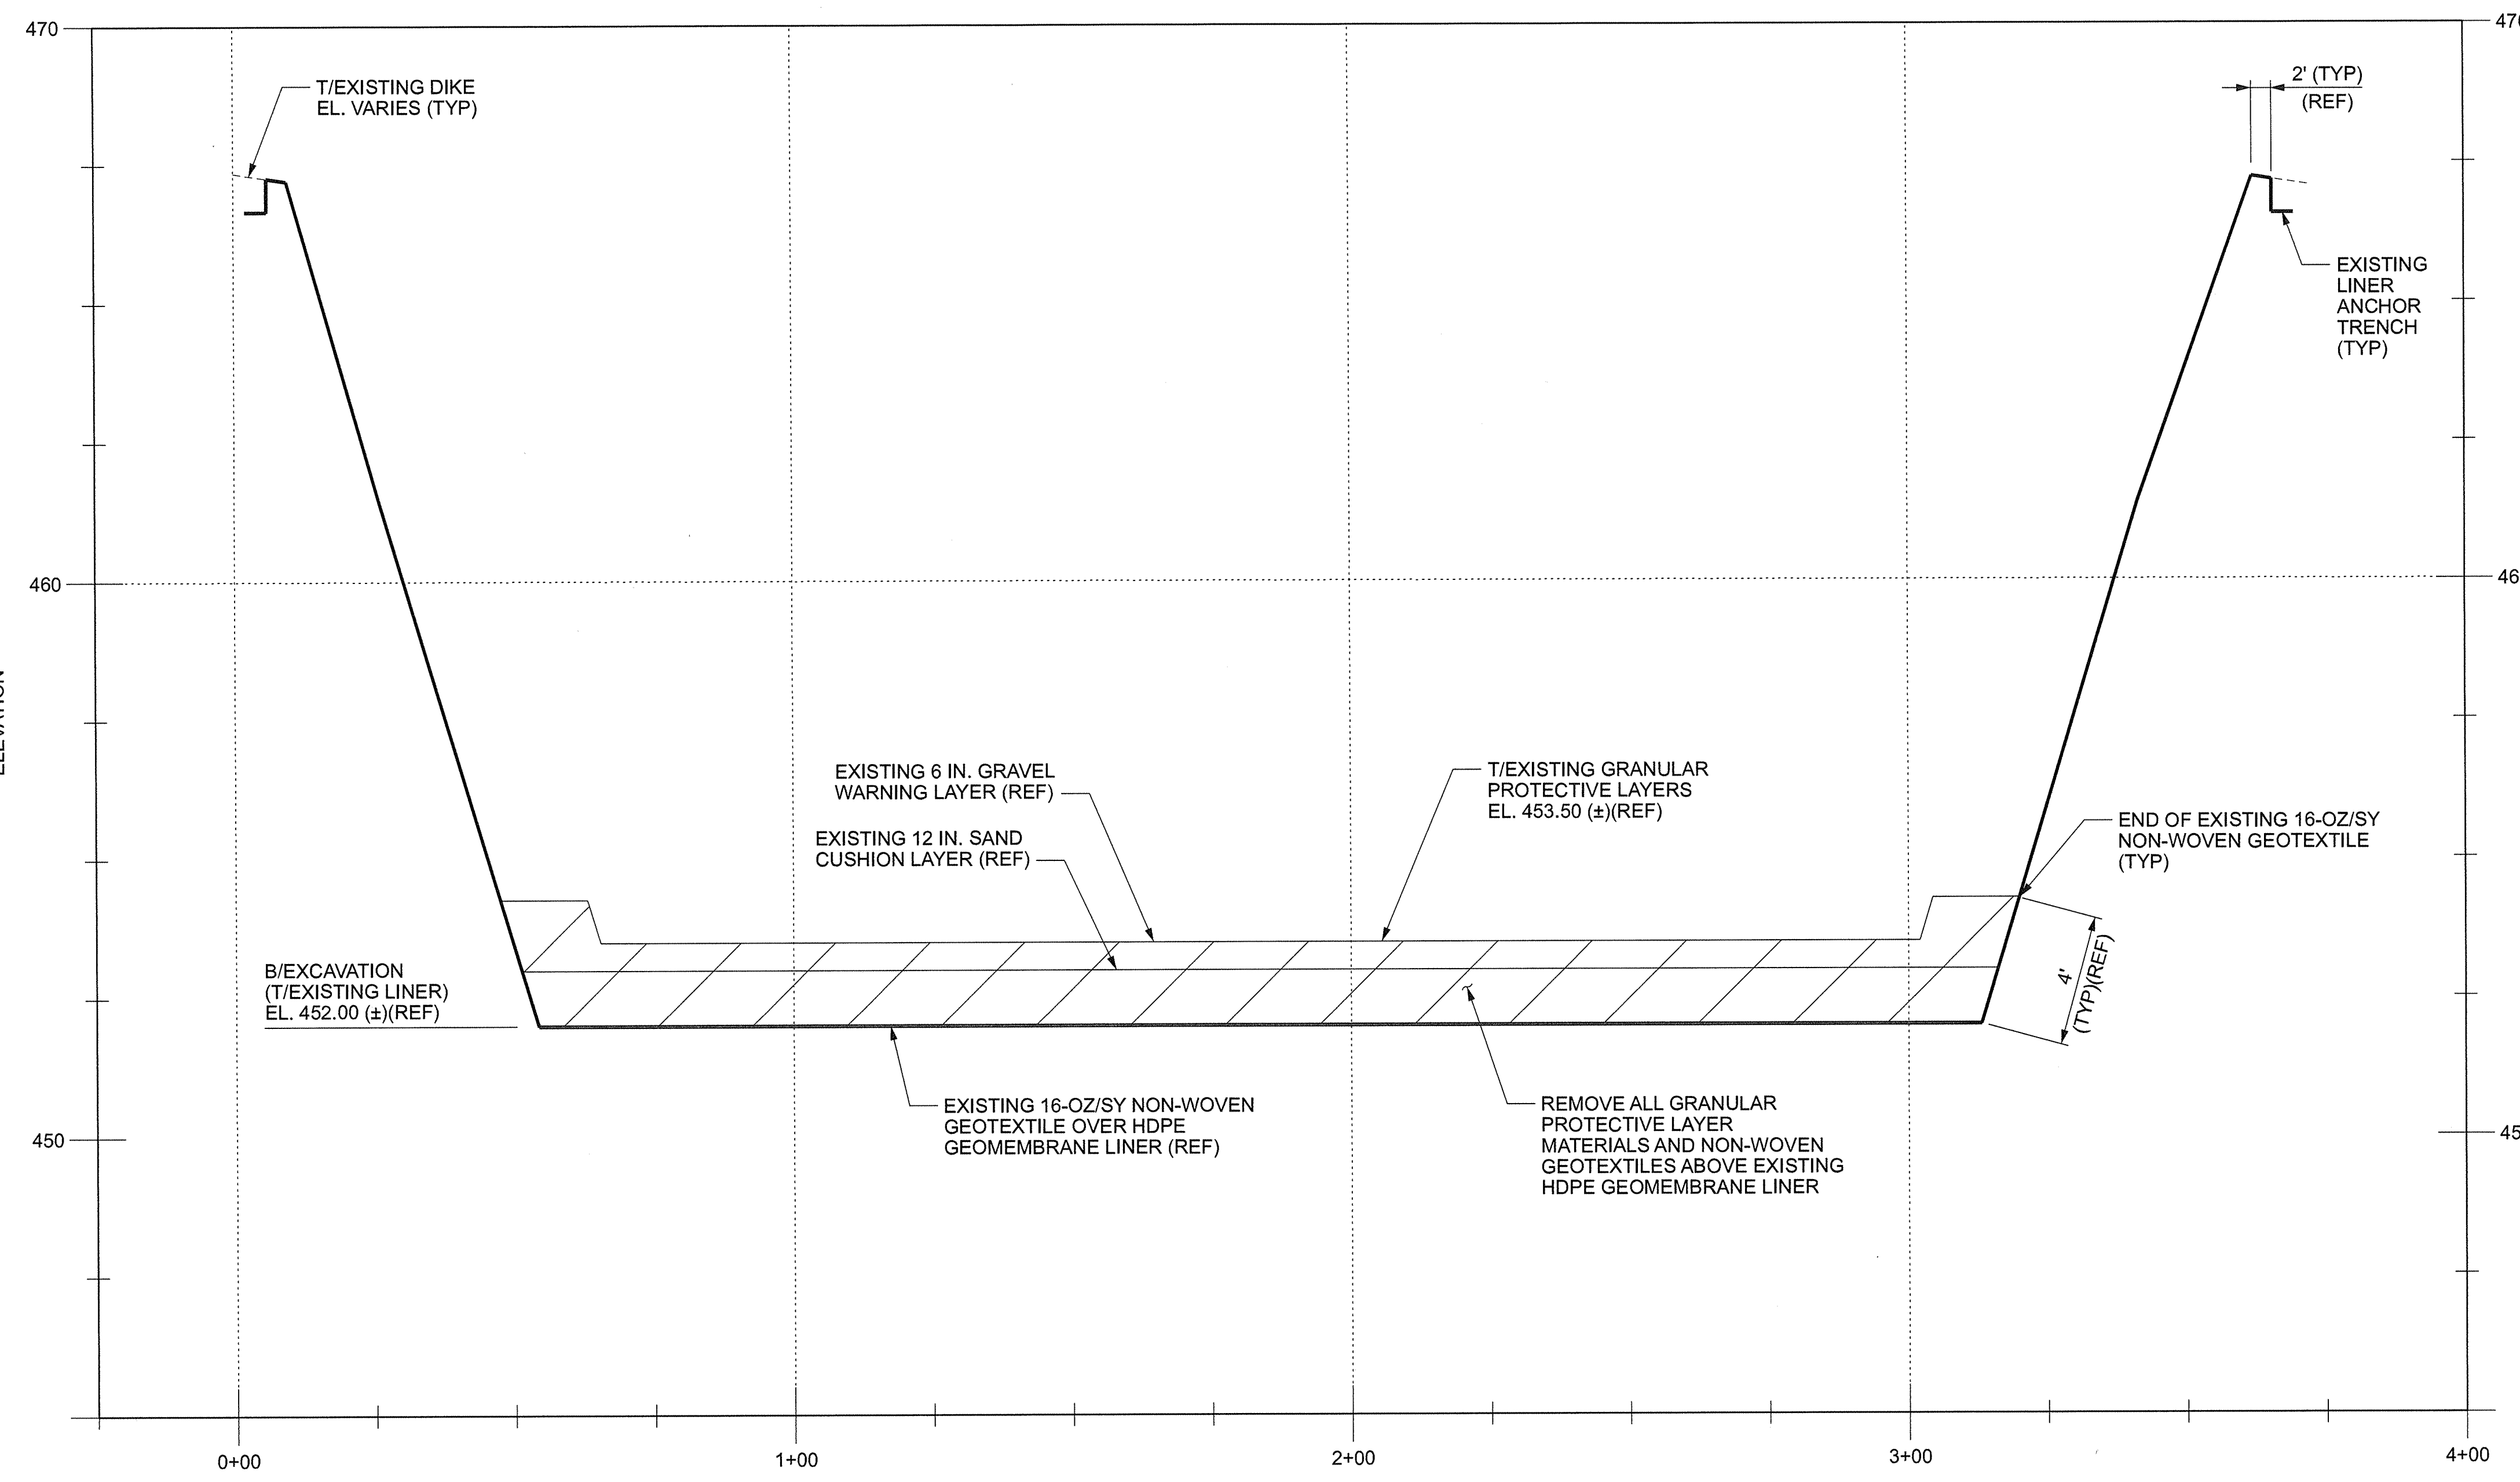 470
T/EXISTING DIKE
EL. VARIES (TYP)
2' (TYP)
(REF)
EXISTING
LINER
ANCHOR
TRENCH
(TYP)
460
ELEVATION
EXISTING 6 IN. GRAVEL
WARNING LAYER (REF)
EXISTING 12 IN. SAND
CUSHION LAYER (REF)
T/EXISTING GRANULAR
PROTECTIVE LAYERS
EL. 453.50 (±)(REF)
END OF EXISTING 16-OZ/SY
NON-WOVEN GEOTEXTILE
(TYP)
B/EXCAVATION
(T/EXISTING LINER)
EL. 452.00 (±)(REF)
4'
(TYP)(REF)
EXISTING 16-OZ/SY NON-WOVEN
GEOTEXTILE OVER HDPE
GEOMEMBRANE LINER (REF)
REMOVE ALL GRANULAR
PROTECTIVE LAYER
MATERIALS AND NON-WOVEN
GEOTEXTILES ABOVE EXISTING
HDPE GEOMEMBRANE LINER
450
0+00
1+00
2+00
3+00
4+00